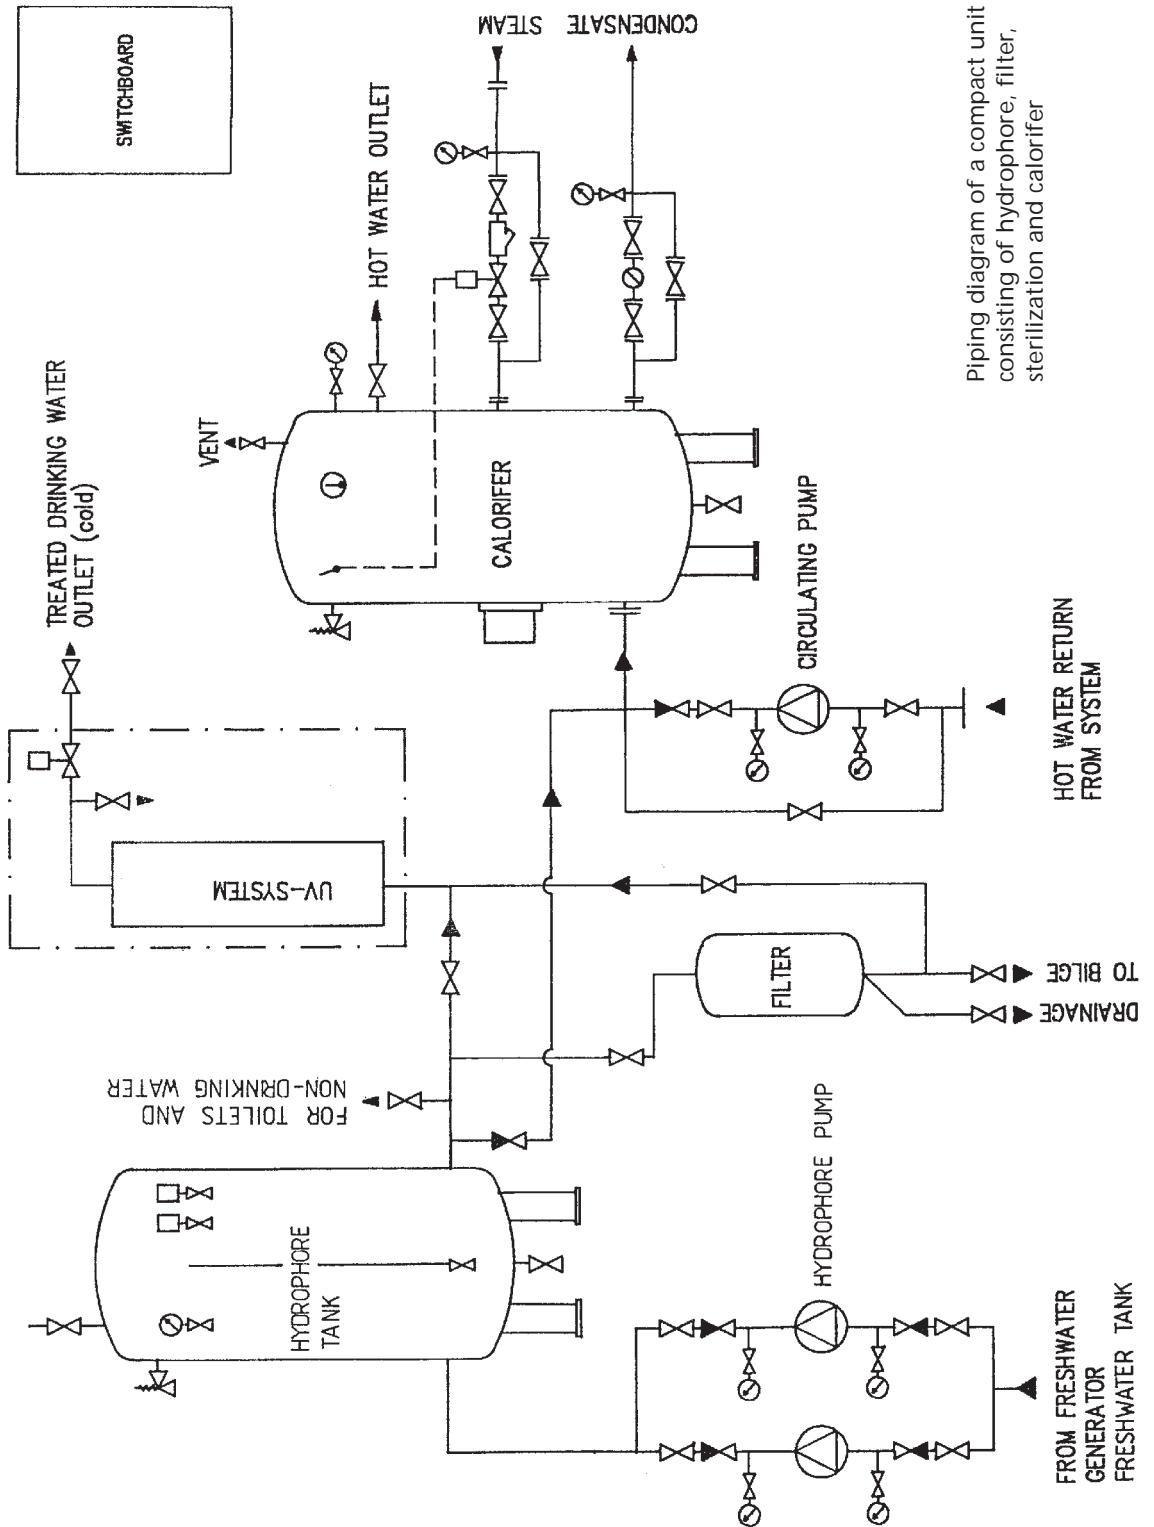 SWITCHBOARD
STEAM
CONDENSATE
HOT WATER OUTLET
TREATED DRINKING WATER
OUTLET (cold)
VENT
CALORIFER
UV-SYSTEM
CIRCULATING PUMP
HOT WATER RETURN
FROM SYSTEM
FILTER
TO BILGE
DRAINAGE
FOR TOILETS AND
NON-DRINKING WATER
HYDROPHORE
TANK
HYDROPHORE PUMP
FROM FRESHWATER
GENERATOR
FRESHWATER TANK
Piping diagram of a compact unit
consisting of hydrophore, filter,
sterilization and calorifer